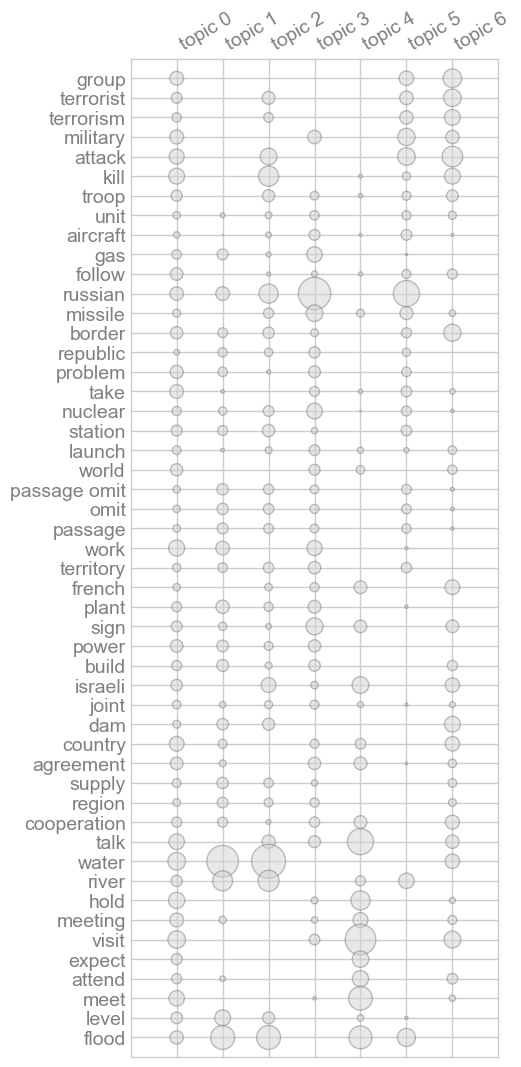 topic 0 topic 1 topic 2 topic 3 topic 4 topic 5 topic 6
group
terrorist
terrorism
military
attack
kill
troop
unit
aircraft
gas
follow
russian
missile
border
republic
problem
take
nuclear
station
launch
world
passage omit
omit
passage
work
territory
french
plant
sign
power
build
israeli
joint
dam
country
agreement
supply
region
cooperation
talk
water
river
hold
meeting
visit
expect
attend
meet
level
flood